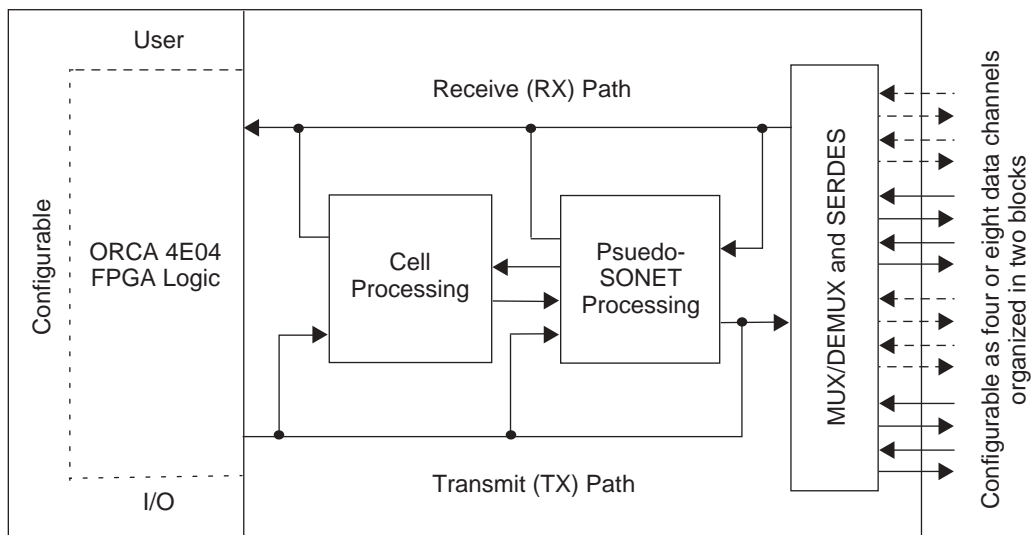 User
Receive (RX) Path
Configurable
ORCA 4E04
FPGA Logic
Cell
Processing
Psuedo-
SONET
Processing
MUX/DEMUX and SERDES
Configurable as four or eight data channels
organized in two blocks
Transmit (TX) Path
I/O